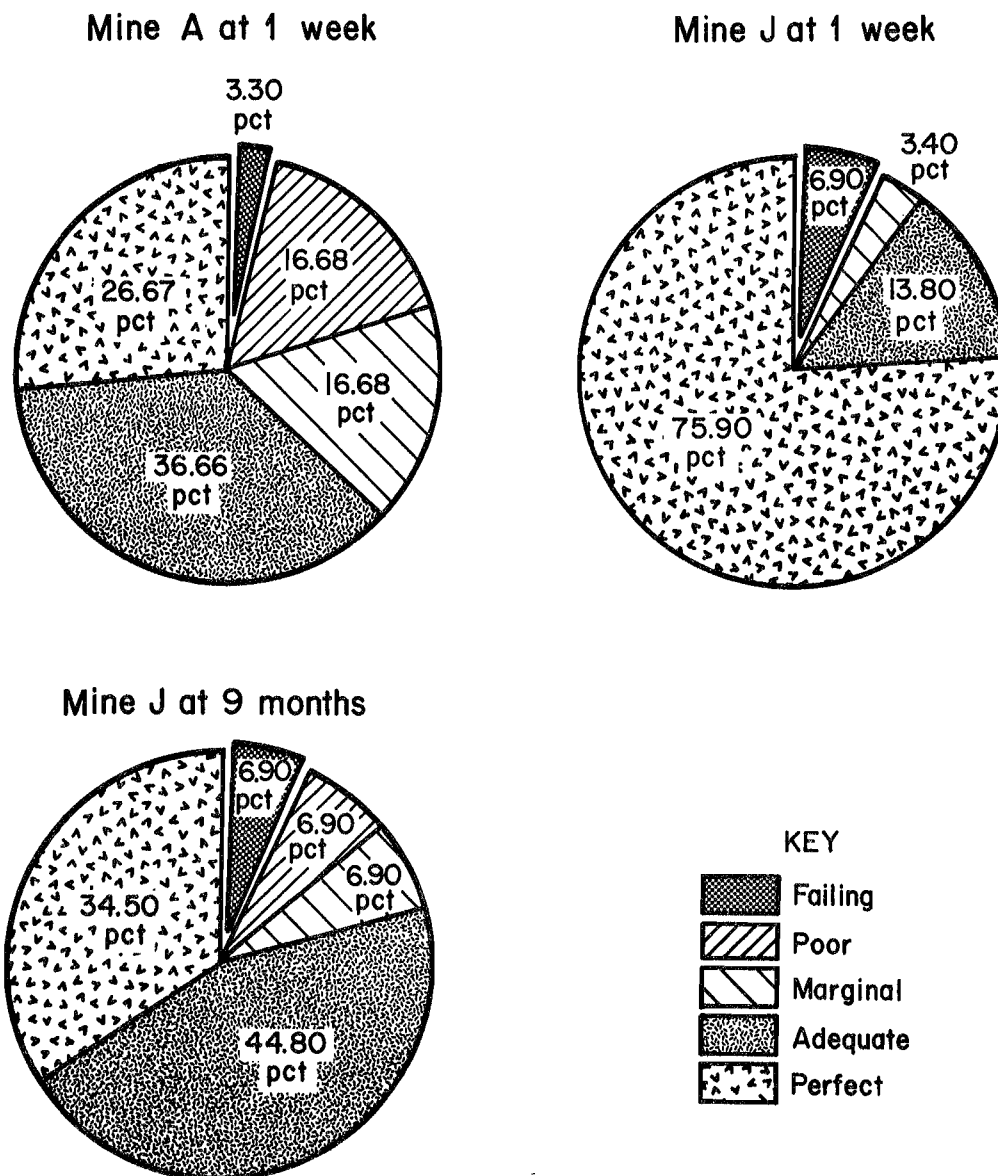 Mine A at 1 week
3.30
pct
16.68
pct
16.68
pct
36.66
pct
26.67
pct
Mine J at 1 week
6.90
pct
3.40
pct
13.80
pct
75.90
pct
Mine J at 9 months
6.90
pct
6.90
pct
6.90
pct
44.80
pct
34.50
pct
KEY
Failing
Poor
Marginal
Adequate
Perfect